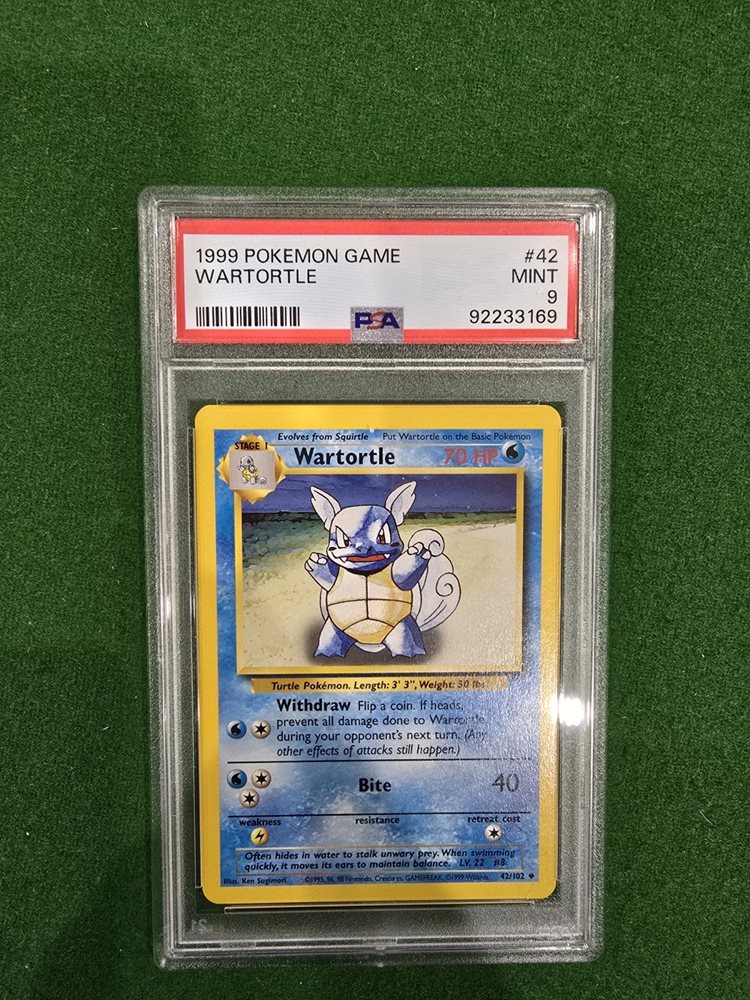 1999 POKEMON GAME #42
WARTORTLE MINT
9
PSA 92233169
Evolves from Squirtle Put Wartortle on the Basic Pokémon
STAGE 1
Wartortle 70 HP
Turtle Pokémon. Length: 3' 3", Weight: 50 lbs
Withdraw Flip a coin. If heads,
prevent all damage done to Wartortle
during your opponent's next turn. (Any
other effects of attacks still happen.)
Bite 40
weakness resistance retreat cost
Often hides in water to stalk unwary prey. When swimming
quickly, it moves its ears to maintain balance. LV. 22 #8
Illus. Ken Sugimori ©1995, 96, 98 Nintendo, Creatures, GAMEFREAK. ©1999 Wizards. 42/102